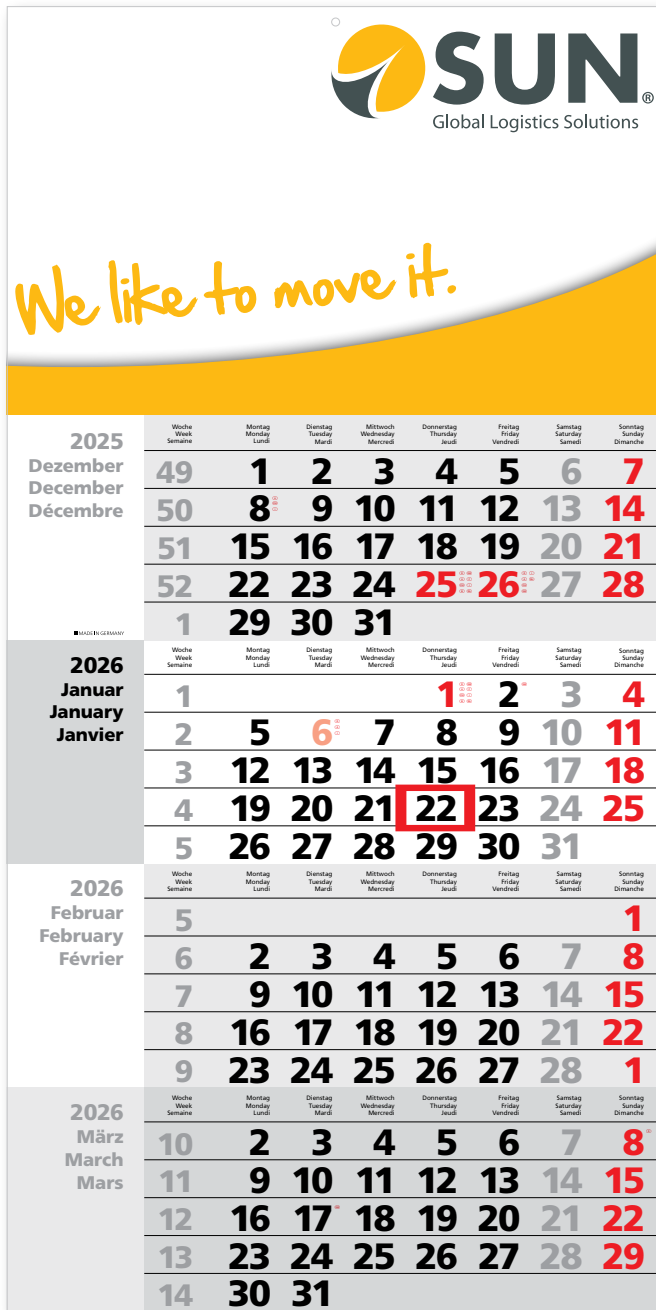 SUN®
Global Logistics Solutions
We like to move it.
2025
Dezember
December
Décembre
MADE IN GERMANY
Woche Montag Dienstag Mittwoch Donnerstag Freitag Samstag Sonntag
Week Monday Tuesday Wednesday Thursday Friday Saturday Sunday
Semaine Lundi Mardi Mercredi Jeudi Vendredi Samedi Dimanche
49 1 2 3 4 5 6 7
50 8 9 10 11 12 13 14
51 15 16 17 18 19 20 21
52 22 23 24 25 26 27 28
1 29 30 31
2026
Januar
January
Janvier
Woche Montag Dienstag Mittwoch Donnerstag Freitag Samstag Sonntag
Week Monday Tuesday Wednesday Thursday Friday Saturday Sunday
Semaine Lundi Mardi Mercredi Jeudi Vendredi Samedi Dimanche
1 1 2 3 4
2 5 6 7 8 9 10 11
3 12 13 14 15 16 17 18
4 19 20 21 22 23 24 25
5 26 27 28 29 30 31
2026
Februar
February
Février
Woche Montag Dienstag Mittwoch Donnerstag Freitag Samstag Sonntag
Week Monday Tuesday Wednesday Thursday Friday Saturday Sunday
Semaine Lundi Mardi Mercredi Jeudi Vendredi Samedi Dimanche
5 1
6 2 3 4 5 6 7 8
7 9 10 11 12 13 14 15
8 16 17 18 19 20 21 22
9 23 24 25 26 27 28 1
2026
März
March
Mars
Woche Montag Dienstag Mittwoch Donnerstag Freitag Samstag Sonntag
Week Monday Tuesday Wednesday Thursday Friday Saturday Sunday
Semaine Lundi Mardi Mercredi Jeudi Vendredi Samedi Dimanche
10 2 3 4 5 6 7 8
11 9 10 11 12 13 14 15
12 16 17 18 19 20 21 22
13 23 24 25 26 27 28 29
14 30 31